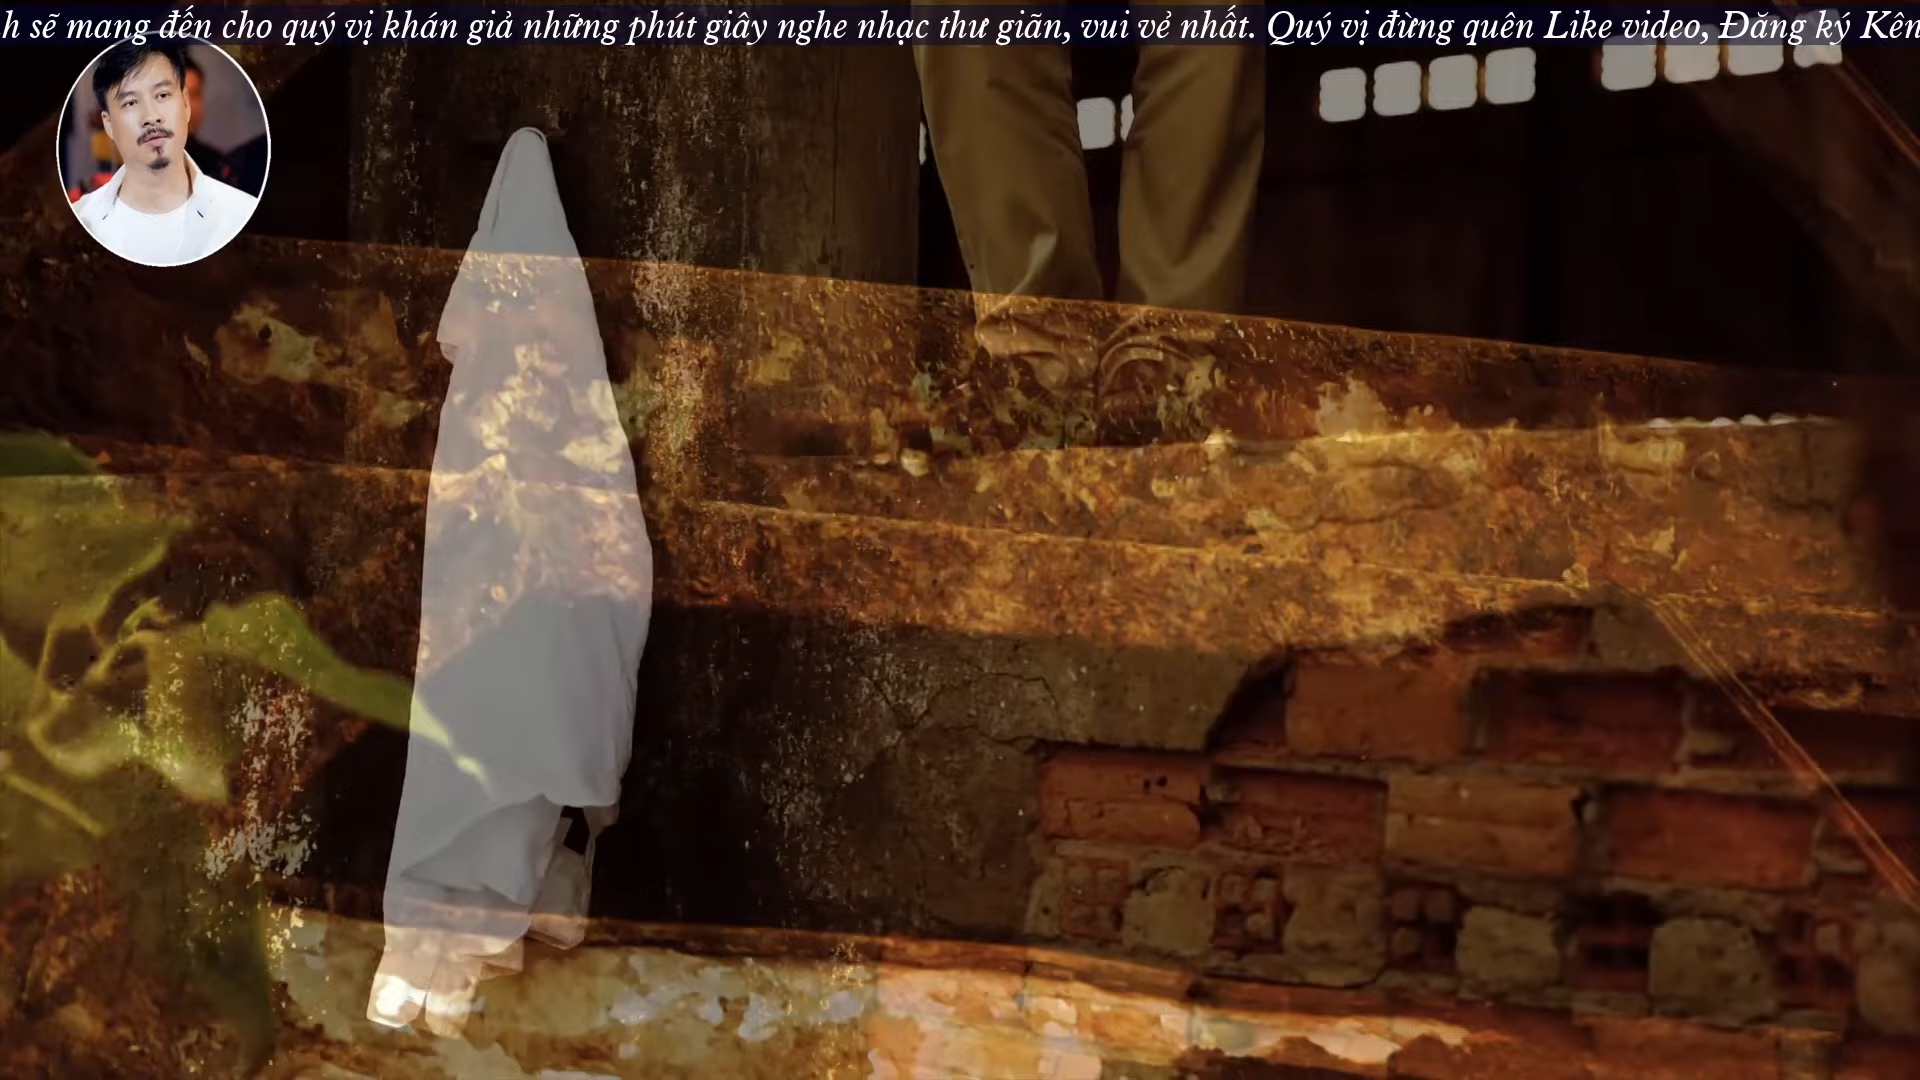 h sẽ mang đến cho quý vị khán giả những phút giây nghe nhạc thư giãn, vui vẻ nhất. Quý vị đừng quên Like video, Đăng ký Kên